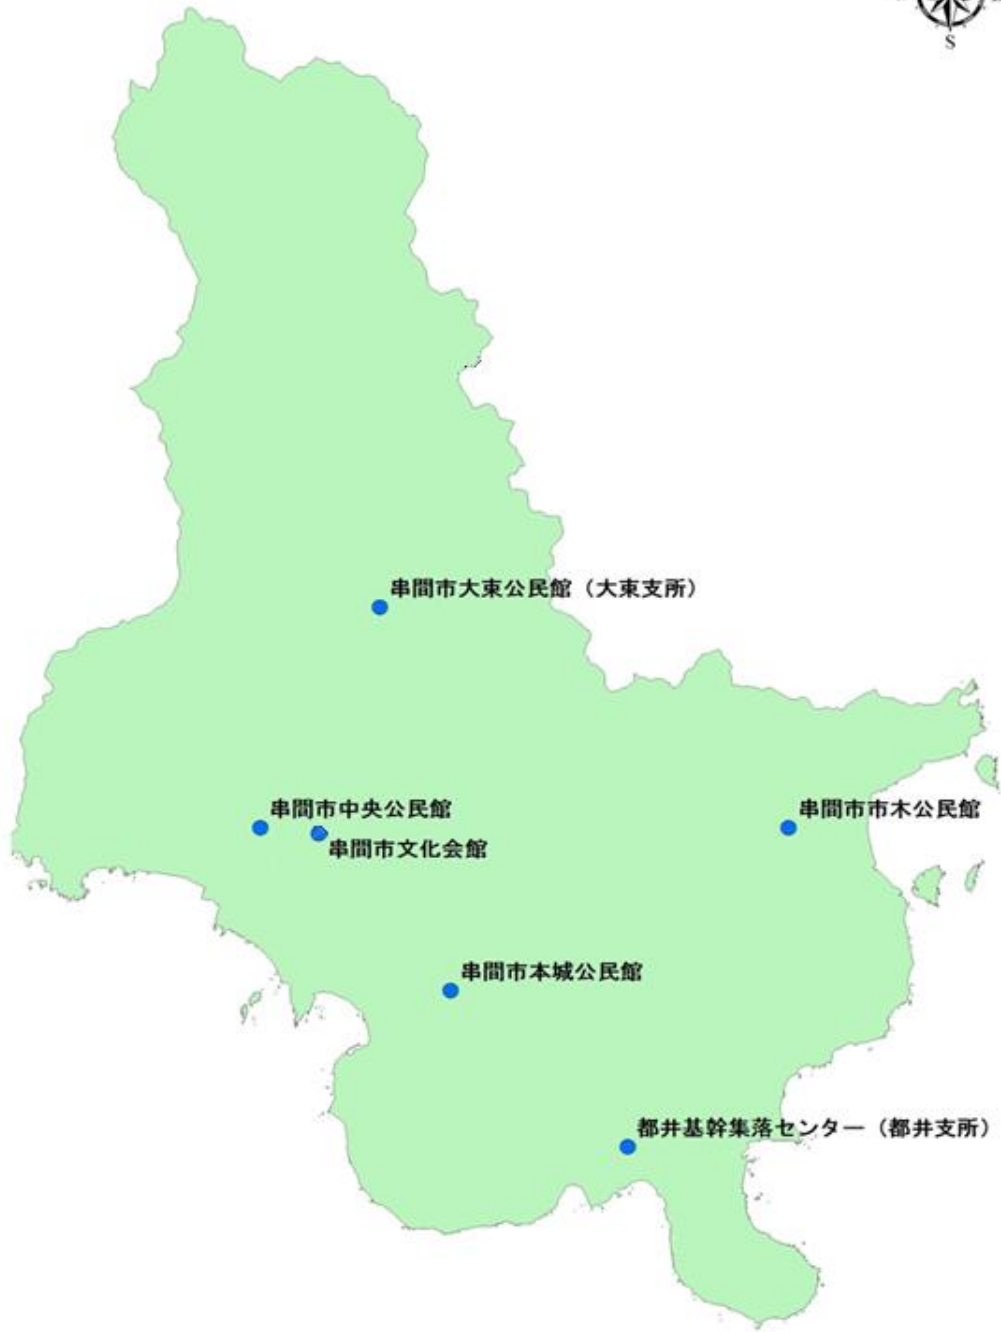 S
串間市大束公民館（大束支所）
串間市中央公民館
串間市文化会館
串間市市木公民館
串間市本城公民館
都井基幹集落センター（都井支所）